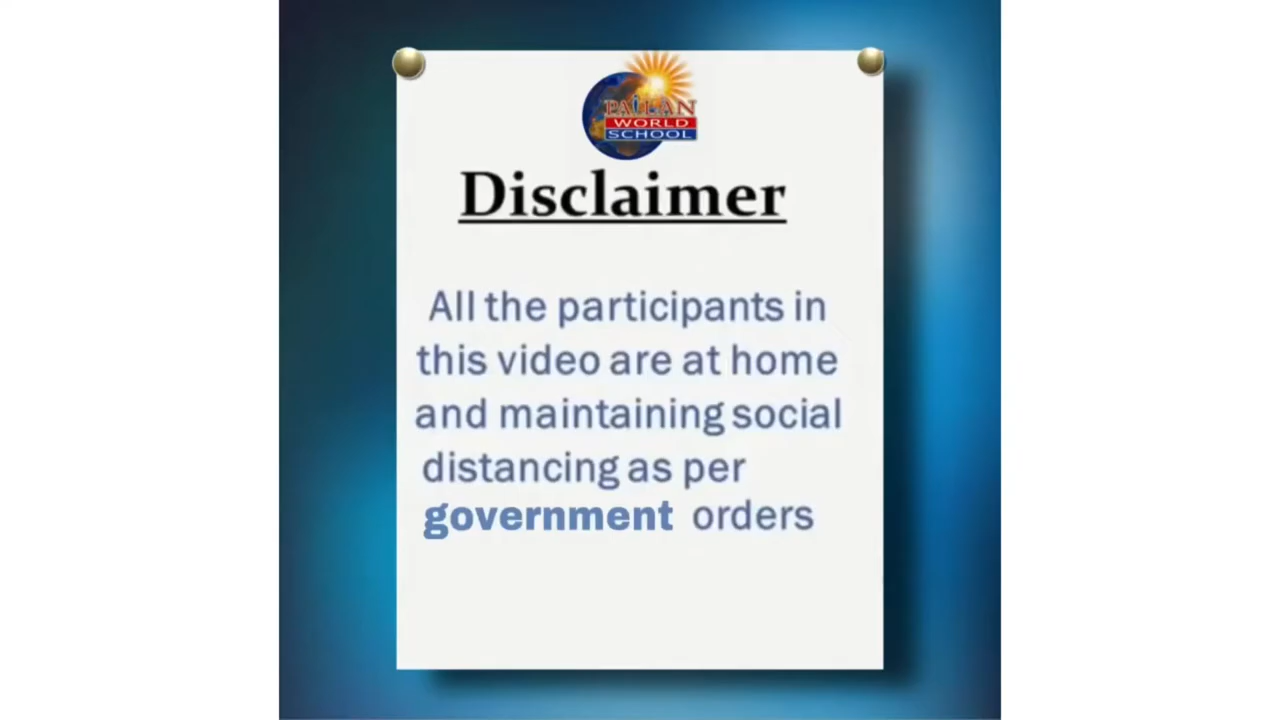 PAILAN
WORLD
SCHOOL
Disclaimer
All the participants in
this video are at home
and maintaining social
distancing as per
government orders